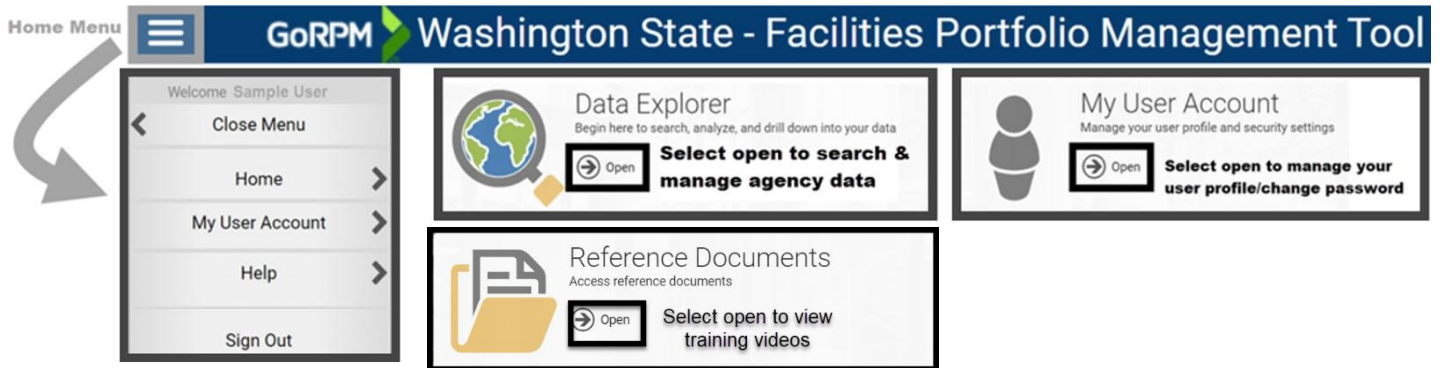 Home Menu
GoRPM Washington State - Facilities Portfolio Management Tool
Welcome Sample User
Close Menu
Home
My User Account
Help
Sign Out
Data Explorer
Begin here to search, analyze, and drill down into your data
Open
Select open to search &
manage agency data
My User Account
Manage your user profile and security settings
Open
Select open to manage your
user profile/change password
Reference Documents
Access reference documents
Open
Select open to view
training videos